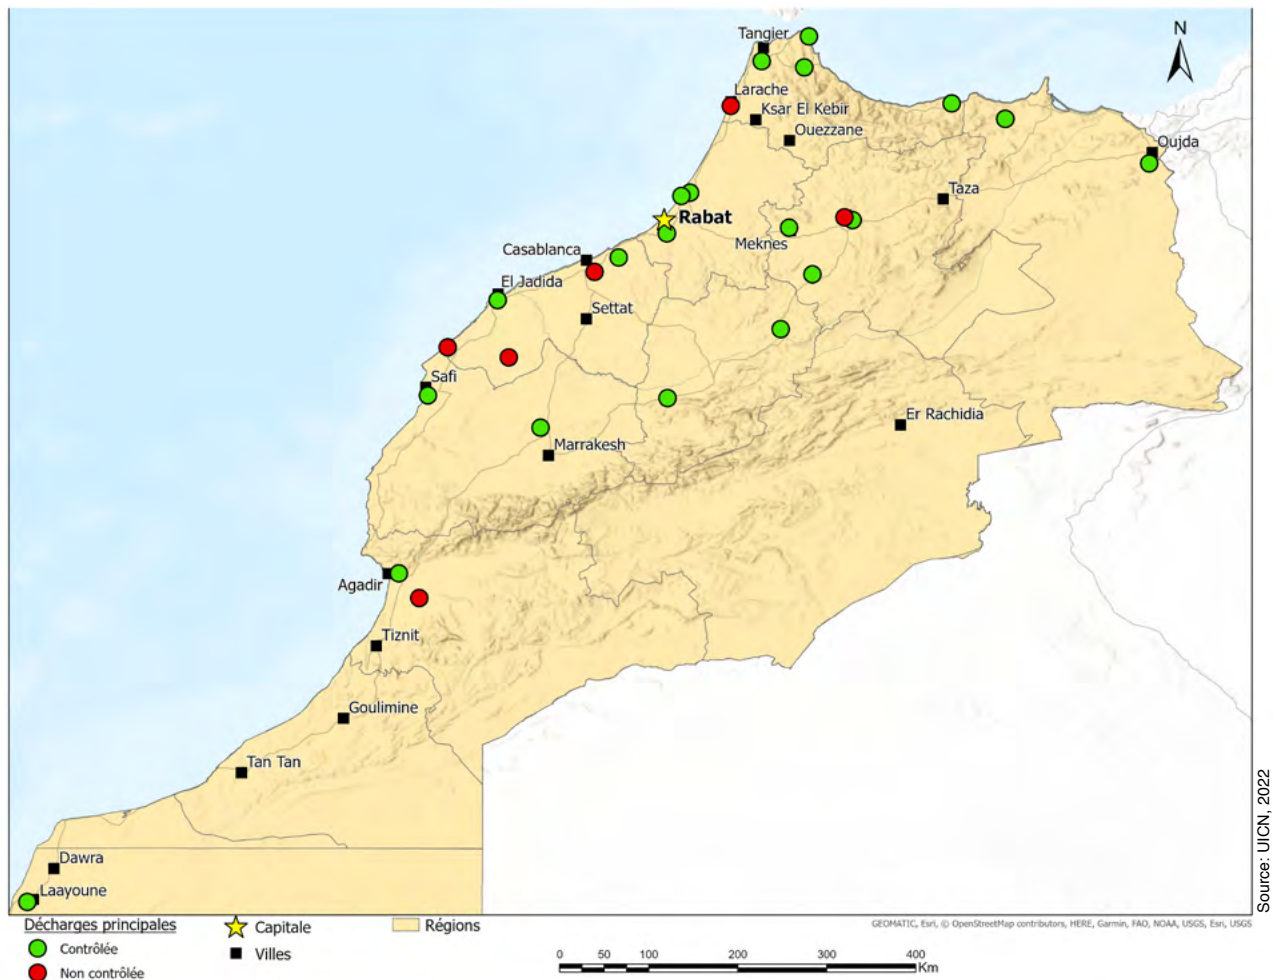 N
Tangier
Larache
Ksar El Kebir
Ouezzane
Oujda
Taza
Rabat
Meknes
Casablanca
El Jadida
Settat
Safi
Er Rachidia
Marrakesh
Agadir
Tiznit
Goulimine
Tan Tan
Dawra
Laayoune
Source: UICN, 2022
GEOMATIC, Esri, © OpenStreetMap contributors, HERE, Garmin, FAO, NOAA, USGS, Esri, USGS
Décharges principales
Contrôlée
Non contrôlée
Capitale
Villes
Régions
0 50 100 200 300 400
Km